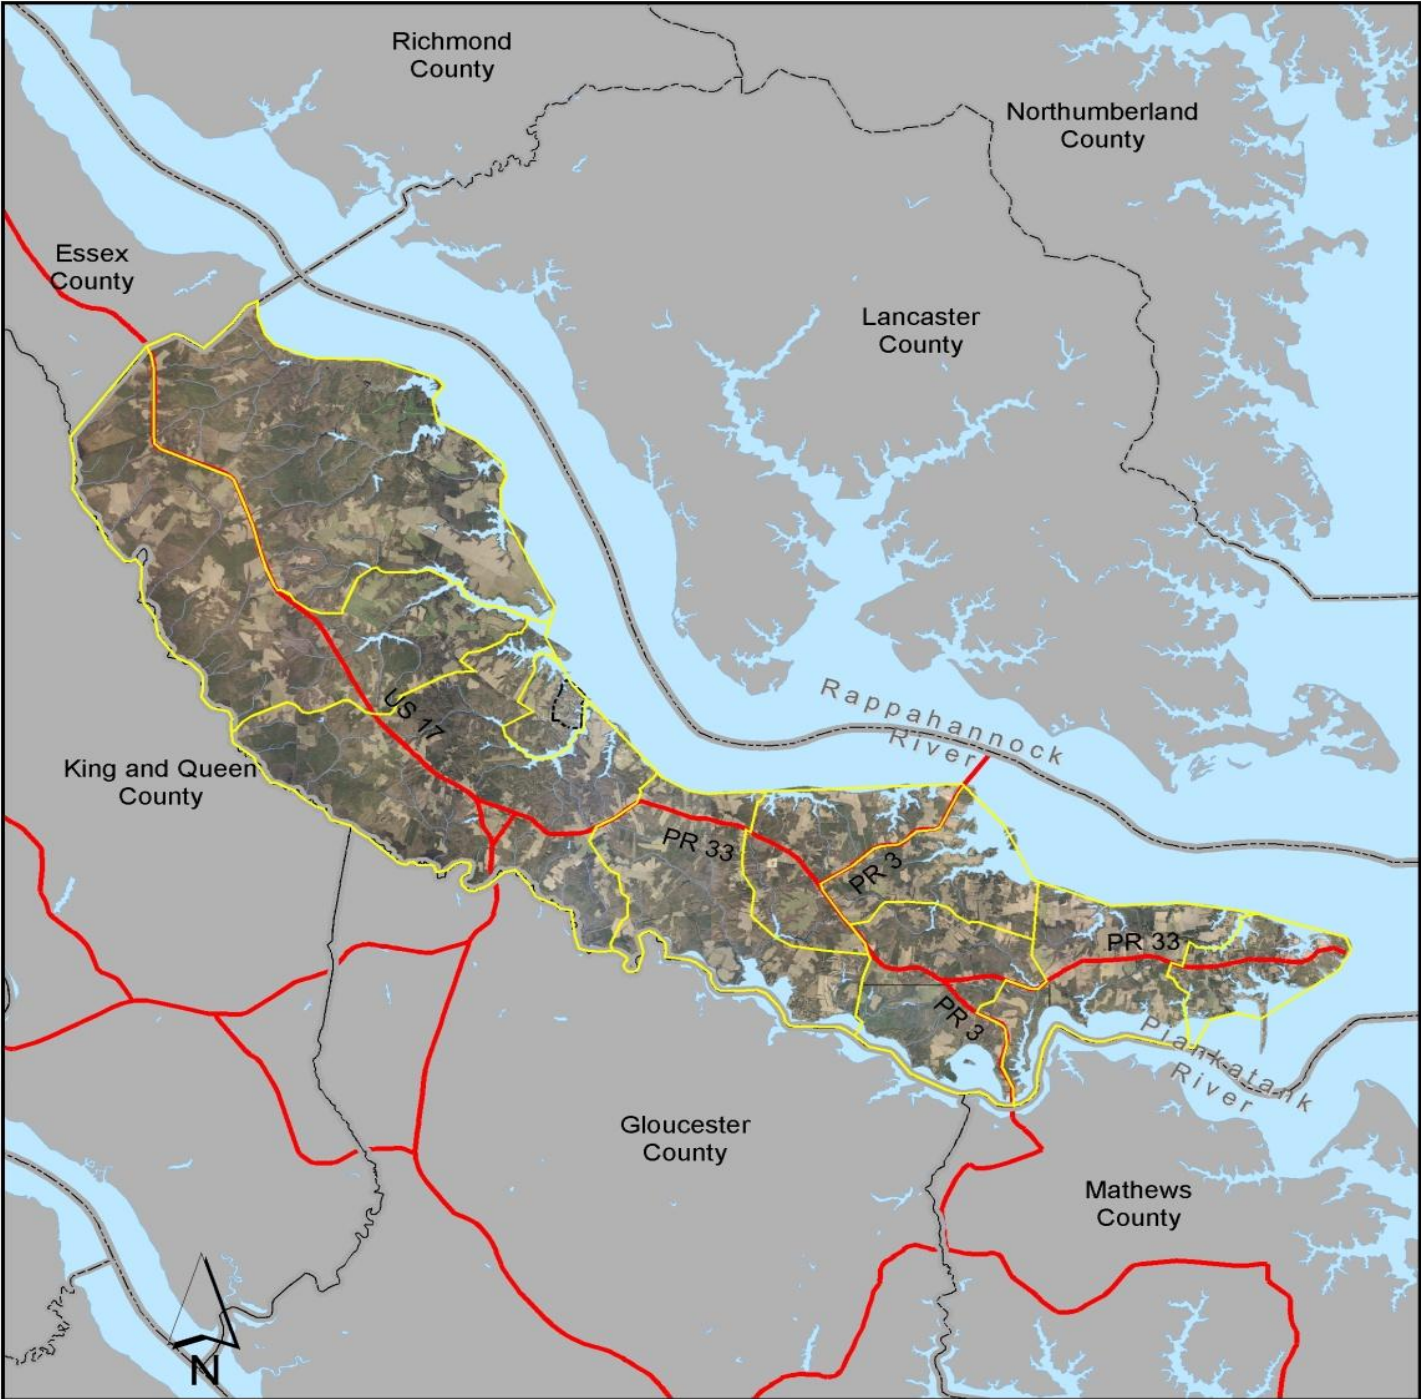 Richmond
County
Northumberland
County
Essex
County
Lancaster
County
Rappahannock
River
US 17
King and Queen
County
PR 33
PR 3
PR 33
PR 3
Piankatank
River
Gloucester
County
Mathews
County
N